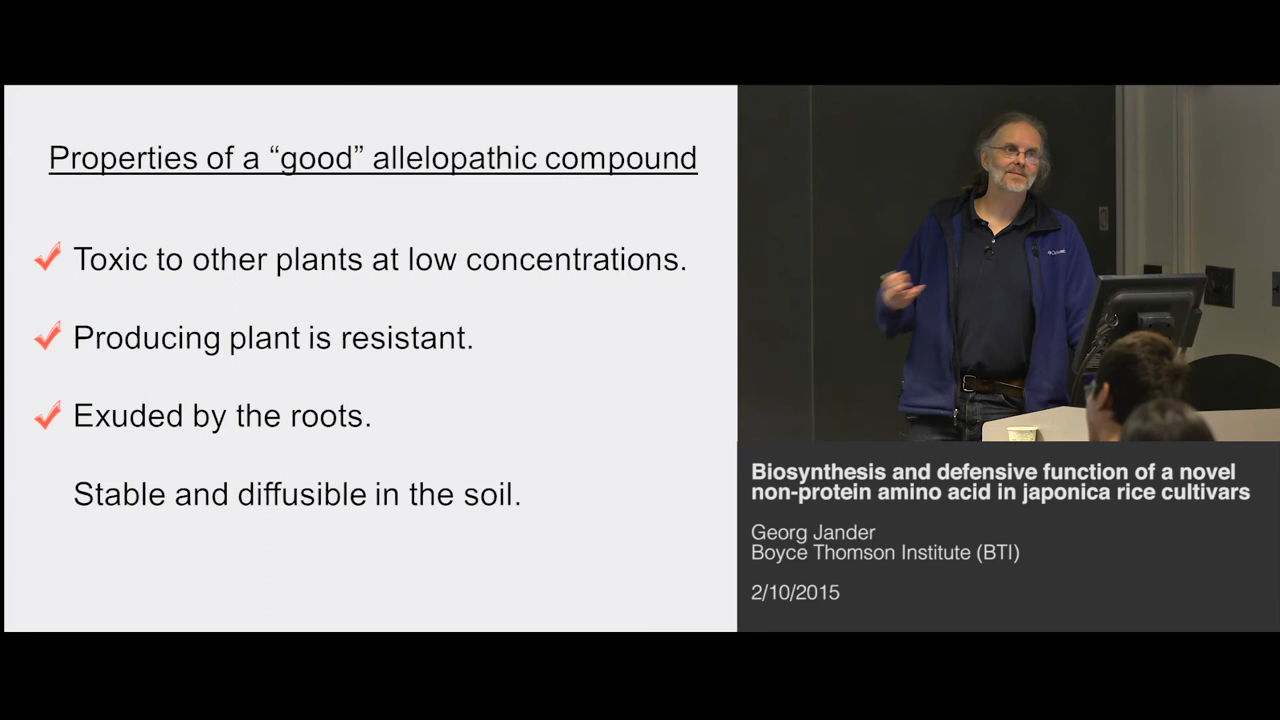 Properties of a “good” allelopathic compound
Toxic to other plants at low concentrations.
Producing plant is resistant.
Exuded by the roots.
Stable and diffusible in the soil.
Biosynthesis and defensive function of a novel
non-protein amino acid in japonica rice cultivars
Georg Jander
Boyce Thomson Institute (BTI)
2/10/2015